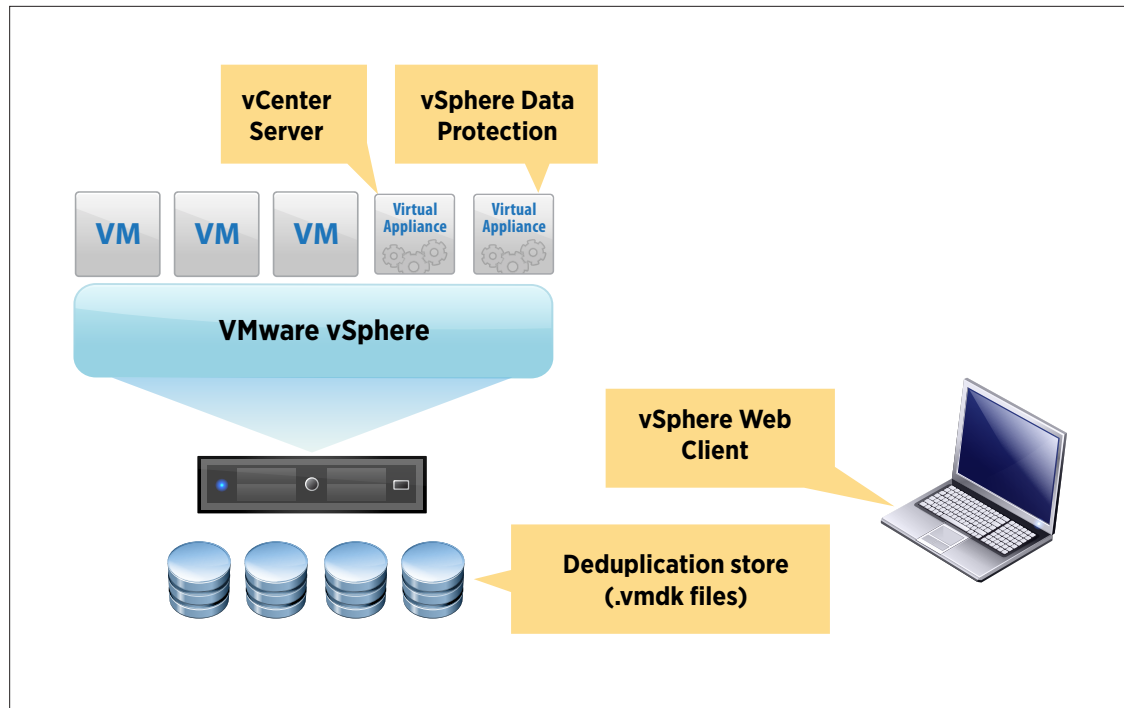 vCenter
Server
vSphere Data
Protection
VM
VM
VM
Virtual
Appliance
Virtual
Appliance
VMware vSphere
vSphere Web
Client
Deduplication store
(.vmdk files)